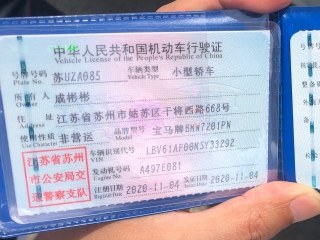 中华人民共和国机动车行驶证
Vehicle License of the People's Republic of China
号牌号码 苏UZA085 车辆类型 小型轿车
Plate No. Vehicle Type
所有人 成彬彬
Owner
住址 江苏省苏州市姑苏区干将西路668号
Address
使用性质 非营运 品牌型号 宝马牌BMW7201PN
Use Character Model
江苏省苏州
市公安局交
通警察支队
车辆识别代号 LBV61AF00MSY33292
VIN
发动机号码 A497E081
Engine No.
注册日期 2020-11-04 发证日期 2020-11-04
Register Date Issue Date